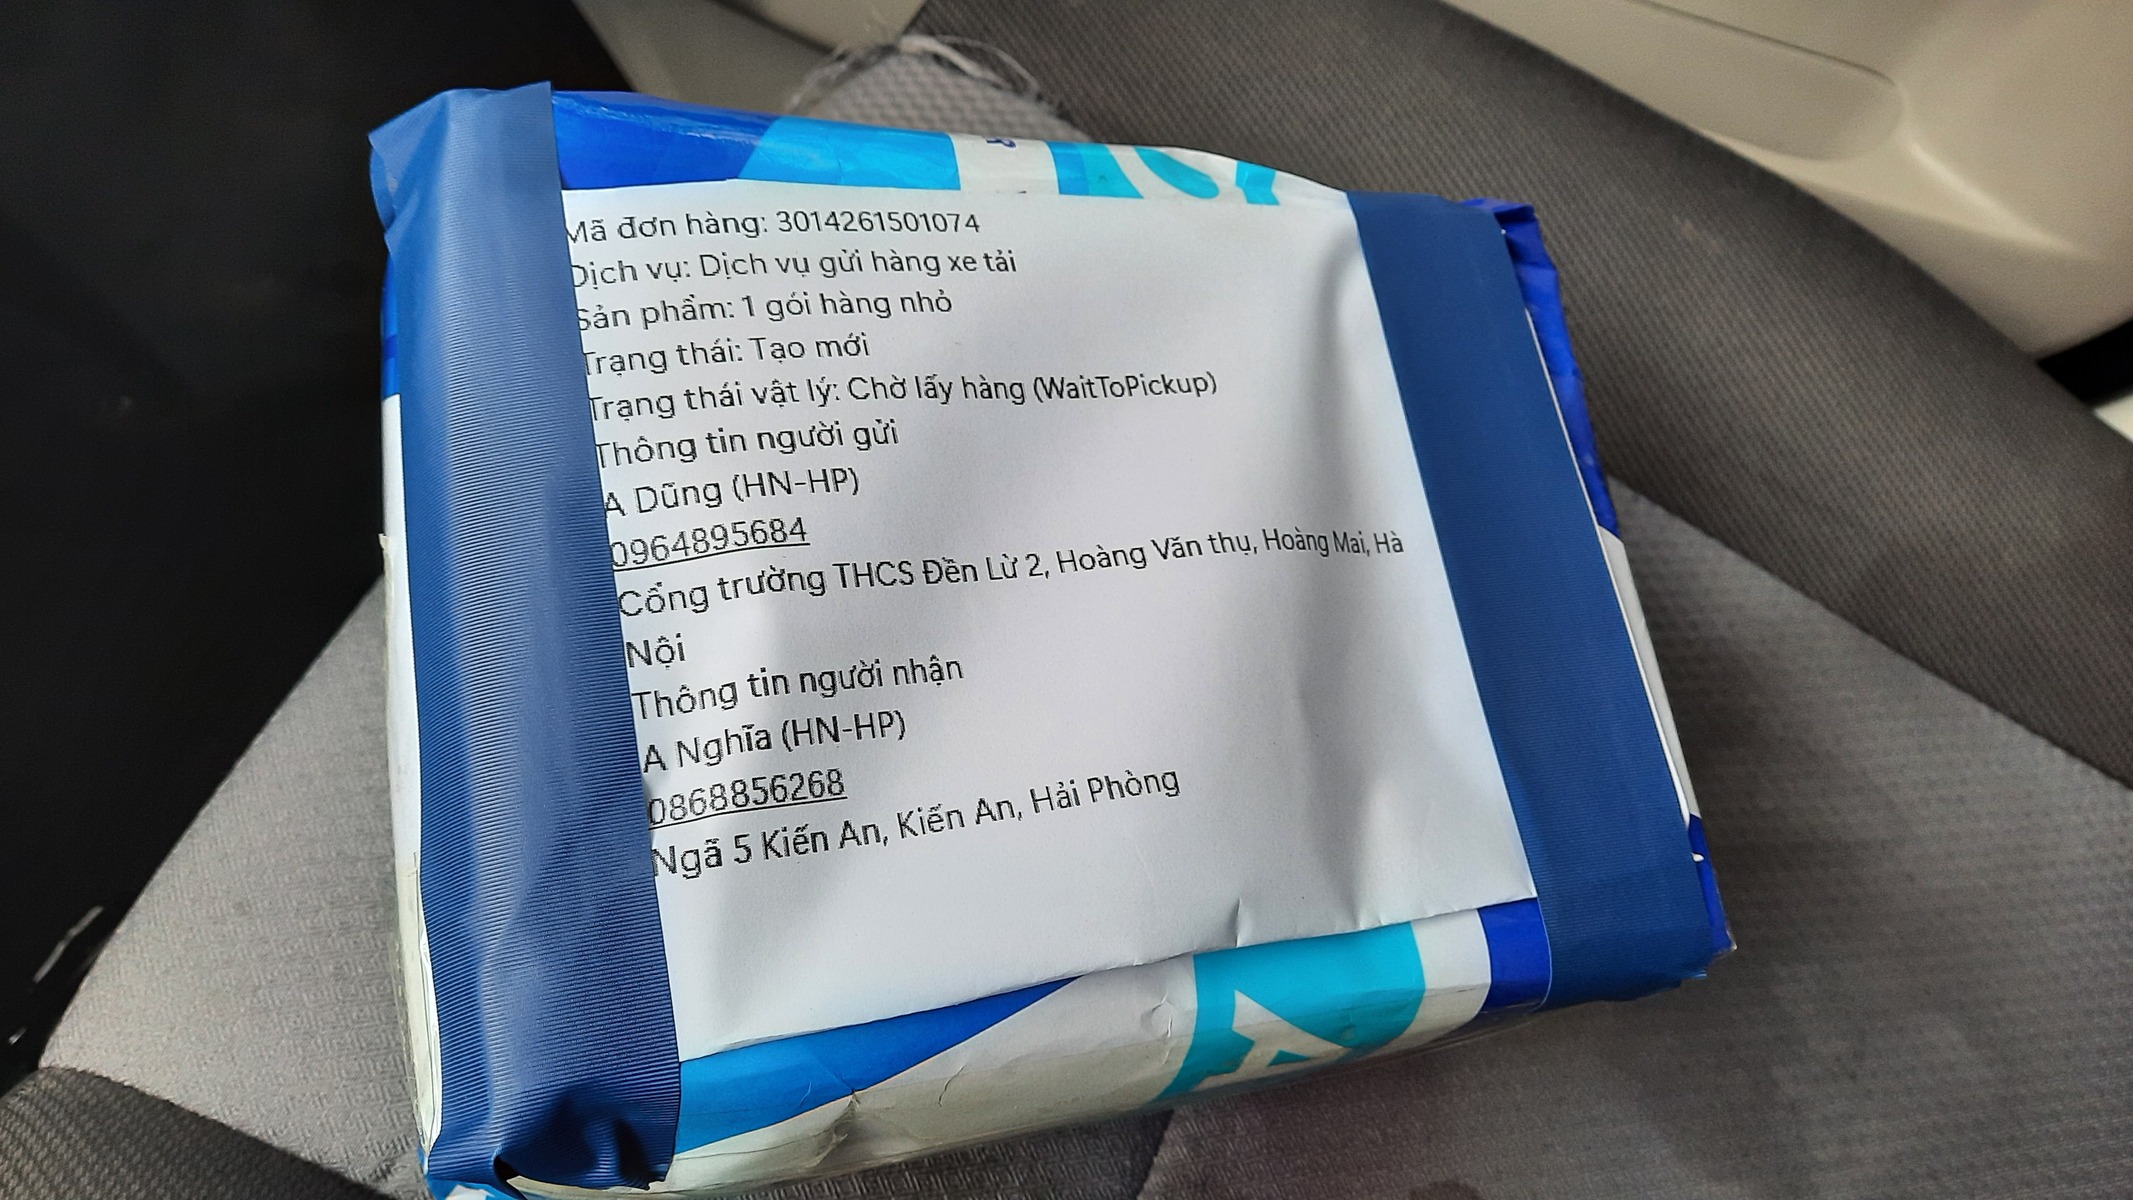 Mã đơn hàng: 3014261501074
Dịch vụ: Dịch vụ gửi hàng xe tải
Sản phẩm: 1 gói hàng nhỏ
Trạng thái: Tạo mới
Trạng thái vật lý: Chờ lấy hàng (WaitToPickup)
Thông tin người gửi
A Dũng (HN-HP)
0964895684
Cổng trường THCS Đền Lừ 2, Hoàng Văn thụ, Hoàng Mai, Hà
Nội
Thông tin người nhận
A Nghĩa (HN-HP)
0868856268
Ngã 5 Kiến An, Kiến An, Hải Phòng